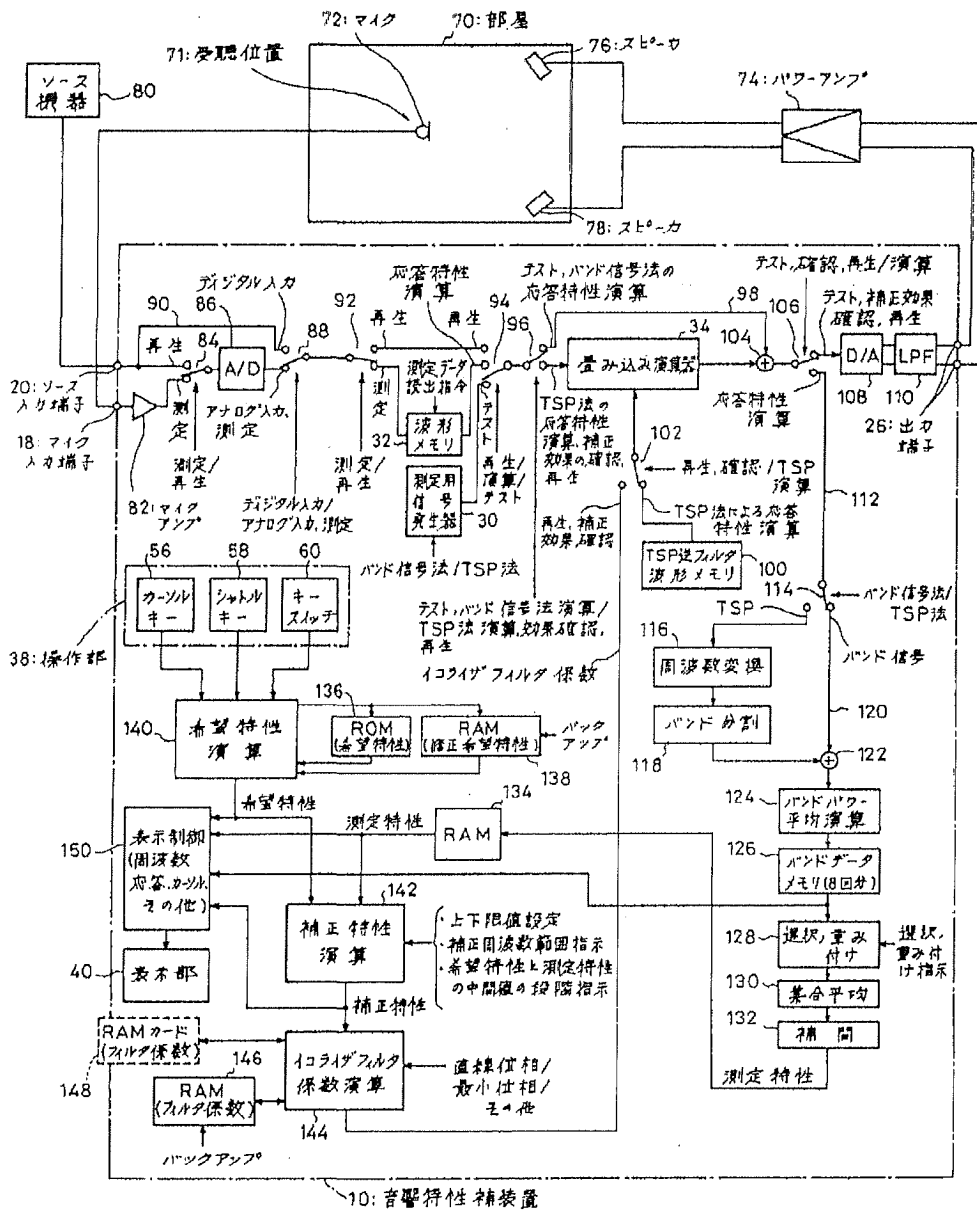 72:マイク
70:部屋
71:受聴位置
76:スピーカ
74:パワーアンプ
ソース
機器
80
78:スピーカ
ディジタル入力
90
86
88
92
応答特性
演算
テスト,バンド信号法の
応答特性演算
94
96
98
34
テスト,確認,再生/演算
106
テスト,補正効果
確認,再生
再生
84
A/D
再生
再生
測定データ
読出指令
畳み込み演算器
104
D/A
LPF
108
110
20:ソース
入力端子
測定
アナログ入力,
測定
測定
32
波形
メモリ
テスト
TSP法の
応答特性
演算,補正
効果の確認,
再生
応答特性
演算
26:出力
端子
18:マイク
入力端子
測定/
再生
測定/
再生
測定用
信号
発生器
30
再生/
演算/
テスト
102
再生,確認/TSP
演算
112
82:マイク
アンプ
ディジタル入力/
アナログ入力,測定
再生,補正
効果,確認
TSP法による応答
特性演算
バンド信号法/TSP法
TSP逆フィルタ
波形メモリ
100
114
バンド信号法/
TSP法
56
58
60
カーソル
キー
シャトル
キー
キー
スイッチ
テスト,バンド信号法演算/
TSP法演算,効果確認,
再生
TSP
バンド信号
38:操作部
イコライザフィルタ係数
116
周波数変換
120
136
140
希望特性
演算
ROM
(希望特性)
RAM
(修正希望特性)
バック
アップ
138
バンド分割
118
122
希望特性
測定特性
134
RAM
124
バンドパワー
平均演算
150
表示制御
(周波数
応答,カーソル,
その他)
126
バンドデータ
メモリ(8回分)
142
補正特性
演算
・上下限値設定
・補正周波数範囲指示
・希望特性と測定特性
の中間値の段階指示
128
選択,重み
付け
選択,
重み付
け指示
40
表示部
補正特性
130
集合平均
132
補間
RAMカード
(フィルタ係数)
148
146
RAM
(フィルタ係数)
イコライザフィルタ
係数演算
144
直線位相/
最小位相/
その他
測定特性
バックアップ
10:音響特性補装置